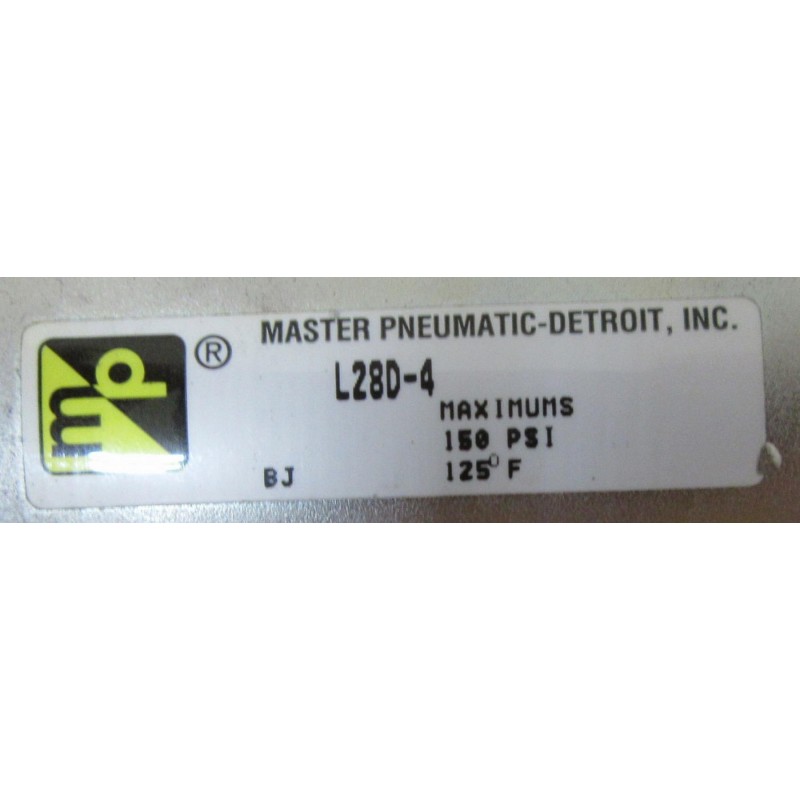 mp ®
MASTER PNEUMATIC-DETROIT, INC.
L28D-4
MAXIMUMS
150 PSI
BJ 125° F